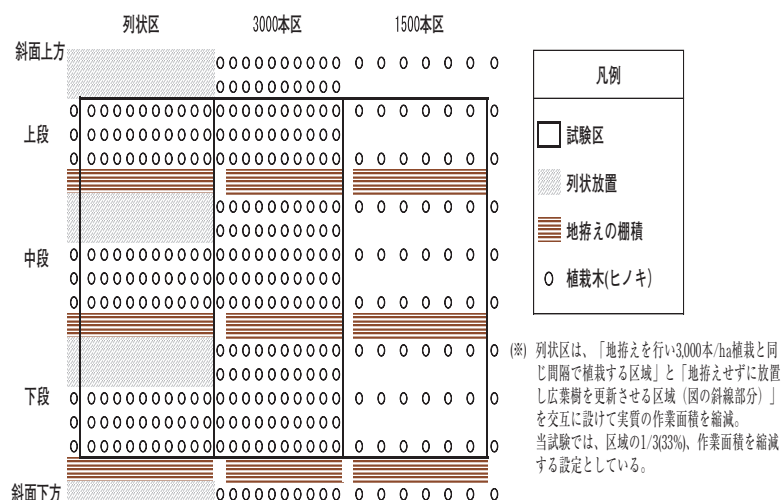 列状区 3000本区 1500本区
斜面上方
上段
中段
下段
斜面下方
凡例
試験区
列状放置
地拵えの棚積
植栽木(ヒノキ)
(※) 列状区は、「地拵えを行い3,000本/ha植栽と同
じ間隔で植栽する区域」と「地拵えせずに放置
し広葉樹を更新させる区域（図の斜線部分）」
を交互に設けて実質の作業面積を縮減。
当試験では、区域の1/3(33%)、作業面積を縮減
する設定としている。